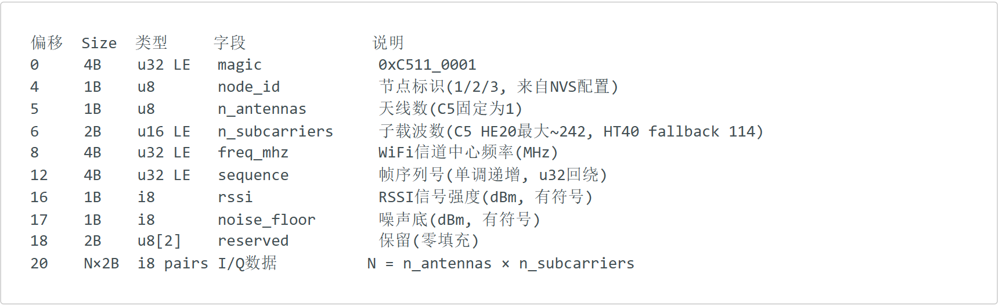 偏移 Size 类型 字段 说明
0 4B u32 LE magic 0xC511_0001
4 1B u8 node_id 节点标识(1/2/3, 来自NVS配置)
5 1B u8 n_antennas 天线数(C5固定为1)
6 2B u16 LE n_subcarriers 子载波数(C5 HE20最大~242, HT40 fallback 114)
8 4B u32 LE freq_mhz WiFi信道中心频率(MHz)
12 4B u32 LE sequence 帧序列号(单调递增, u32回绕)
16 1B i8 rssi RSSI信号强度(dBm, 有符号)
17 1B i8 noise_floor 噪声底(dBm, 有符号)
18 2B u8[2] reserved 保留(零填充)
20 N×2B i8 pairs I/Q数据 N = n_antennas × n_subcarriers